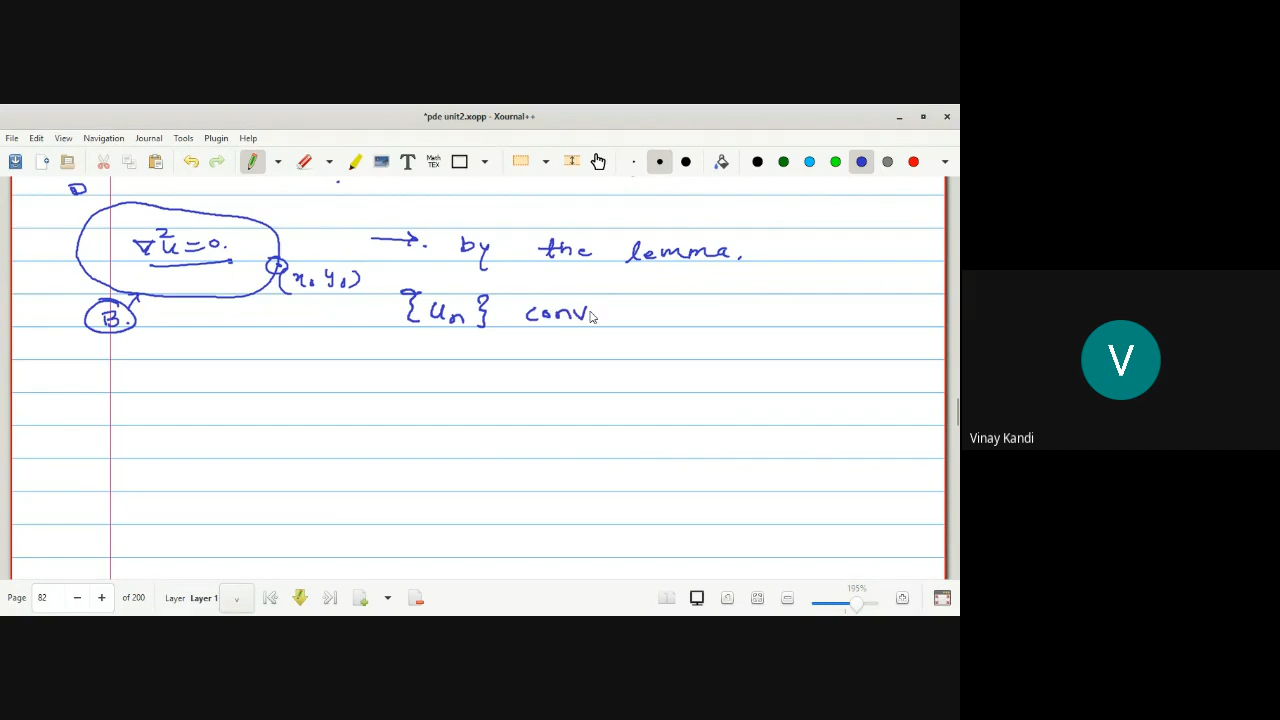 *pde unit2.xopp - Xournal++
File Edit View Navigation Journal Tools Plugin Help
D
∇²u=0.
→. by the lemma.
(x₀ y₀)
B.
{uₙ} conv
V
Vinay Kandi
Page 82 of 200 Layer Layer 1 195%